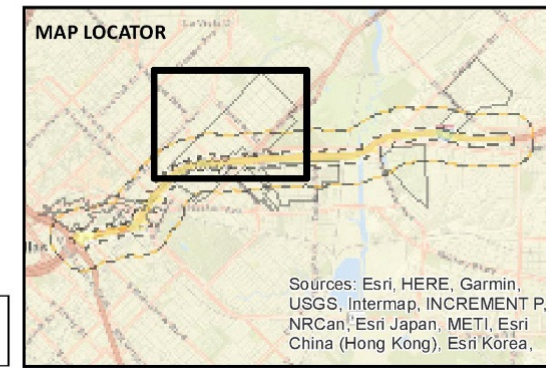 MAP LOCATOR
Sources: Esri, HERE, Garmin,
USGS, Intermap, INCREMENT P,
NRCan, Esri Japan, METI, Esri
China (Hong Kong), Esri Korea,